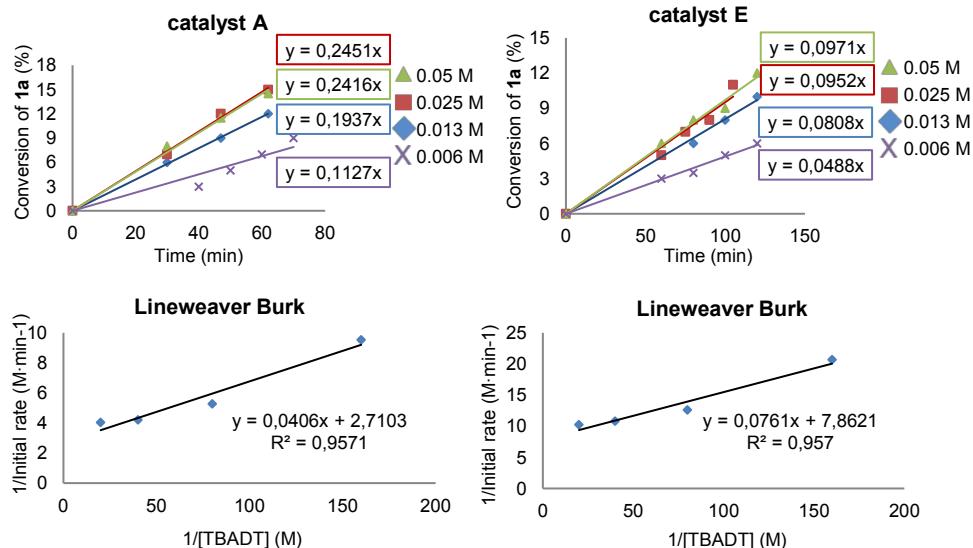 catalyst A
Conversion of 1a (%)
18
15
12
9
6
3
0
0
20
40
60
80
Time (min)
y = 0,2451x
y = 0,2416x
y = 0,1937x
y = 0,1127x
0.05 M
0.025 M
0.013 M
0.006 M
catalyst E
Conversion of 1a (%)
15
12
9
6
3
0
0
50
100
150
Time (min)
y = 0,0971x
y = 0,0952x
y = 0,0808x
y = 0,0488x
0.05 M
0.025 M
0.013 M
0.006 M
Lineweaver Burk
1/Initial rate (M·min-1)
10
8
6
4
2
0
0
50
100
150
200
y = 0,0406x + 2,7103
R² = 0,9571
1/[TBADT] (M)
Lineweaver Burk
1/Initial rate (M·min-1)
25
20
15
10
5
0
0
50
100
150
200
y = 0,0761x + 7,8621
R² = 0,957
1/[TBADT] (M)